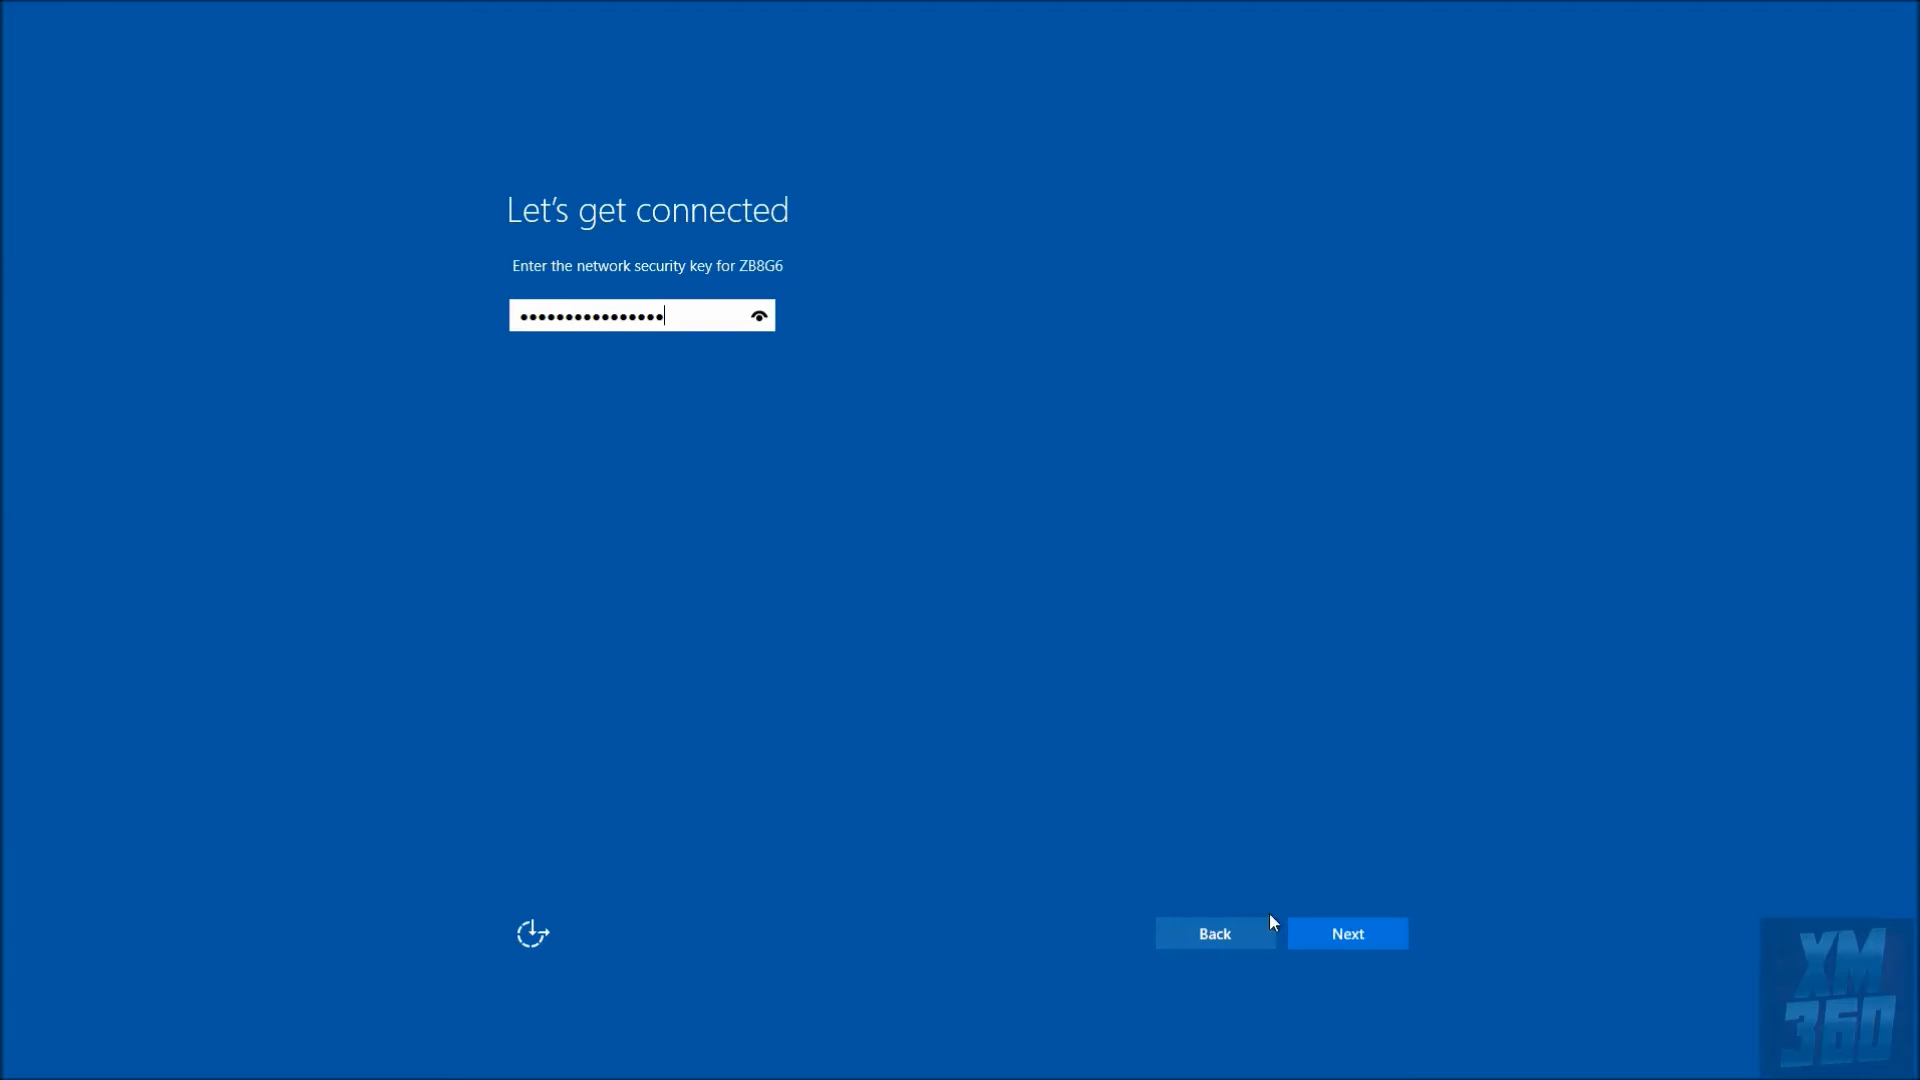 Let's get connected
Enter the network security key for ZB8G6
••••••••••••••••
Back
Next
XM
360